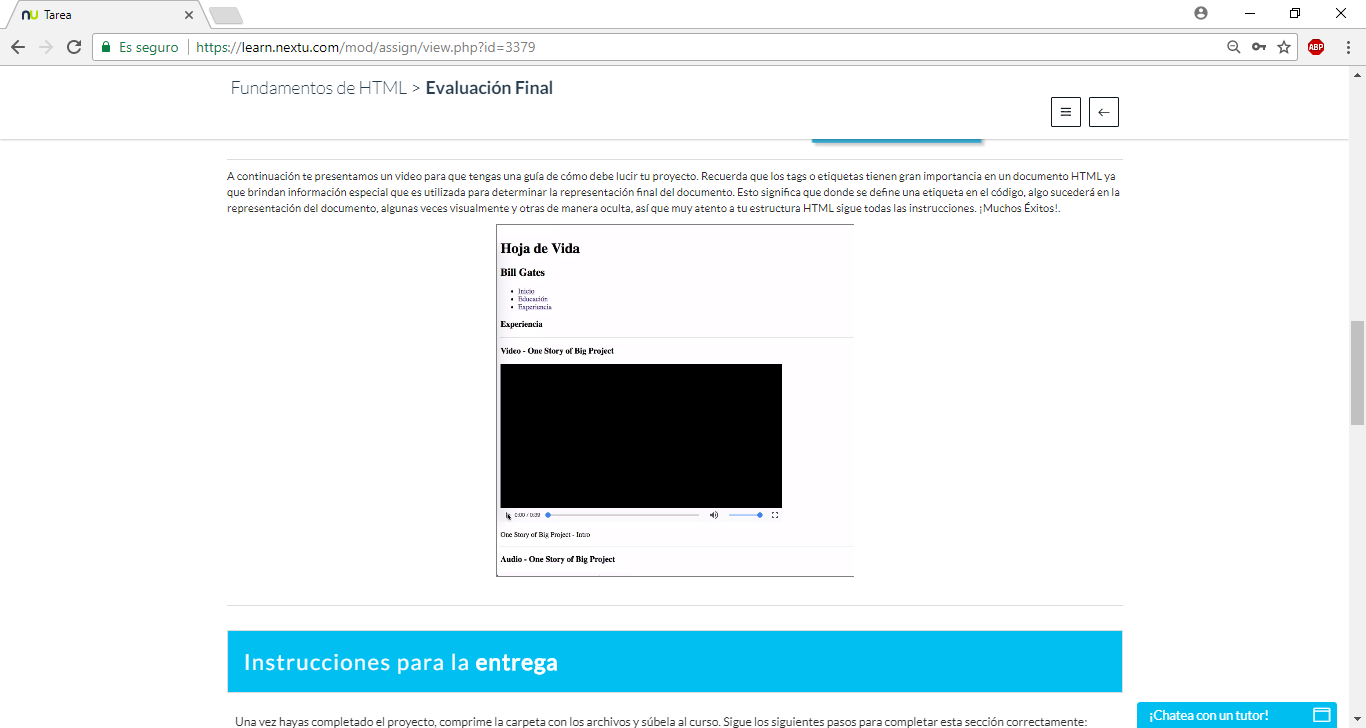 nu Tarea
Es seguro https://learn.nextu.com/mod/assign/view.php?id=3379
ABP
Fundamentos de HTML > Evaluación Final
A continuación te presentamos un video para que tengas una guía de cómo debe lucir tu proyecto. Recuerda que los tags o etiquetas tienen gran importancia en un documento HTML ya
que brindan información especial que es utilizada para determinar la representación final del documento. Esto significa que donde se define una etiqueta en el código, algo sucederá en la
representación del documento, algunas veces visualmente y otras de manera oculta, así que muy atento a tu estructura HTML sigue todas las instrucciones. ¡Muchos Éxitos!.
Hoja de Vida
Bill Gates
Inicio
Educación
Experiencia
Experiencia
Video - One Story of Big Project
0:00 / 0:39
One Story of Big Project - Intro
Audio - One Story of Big Project
Instrucciones para la entrega
Una vez hayas completado el proyecto, comprime la carpeta con los archivos y súbela al curso. Sigue los siguientes pasos para completar esta sección correctamente:
¡Chatea con un tutor!